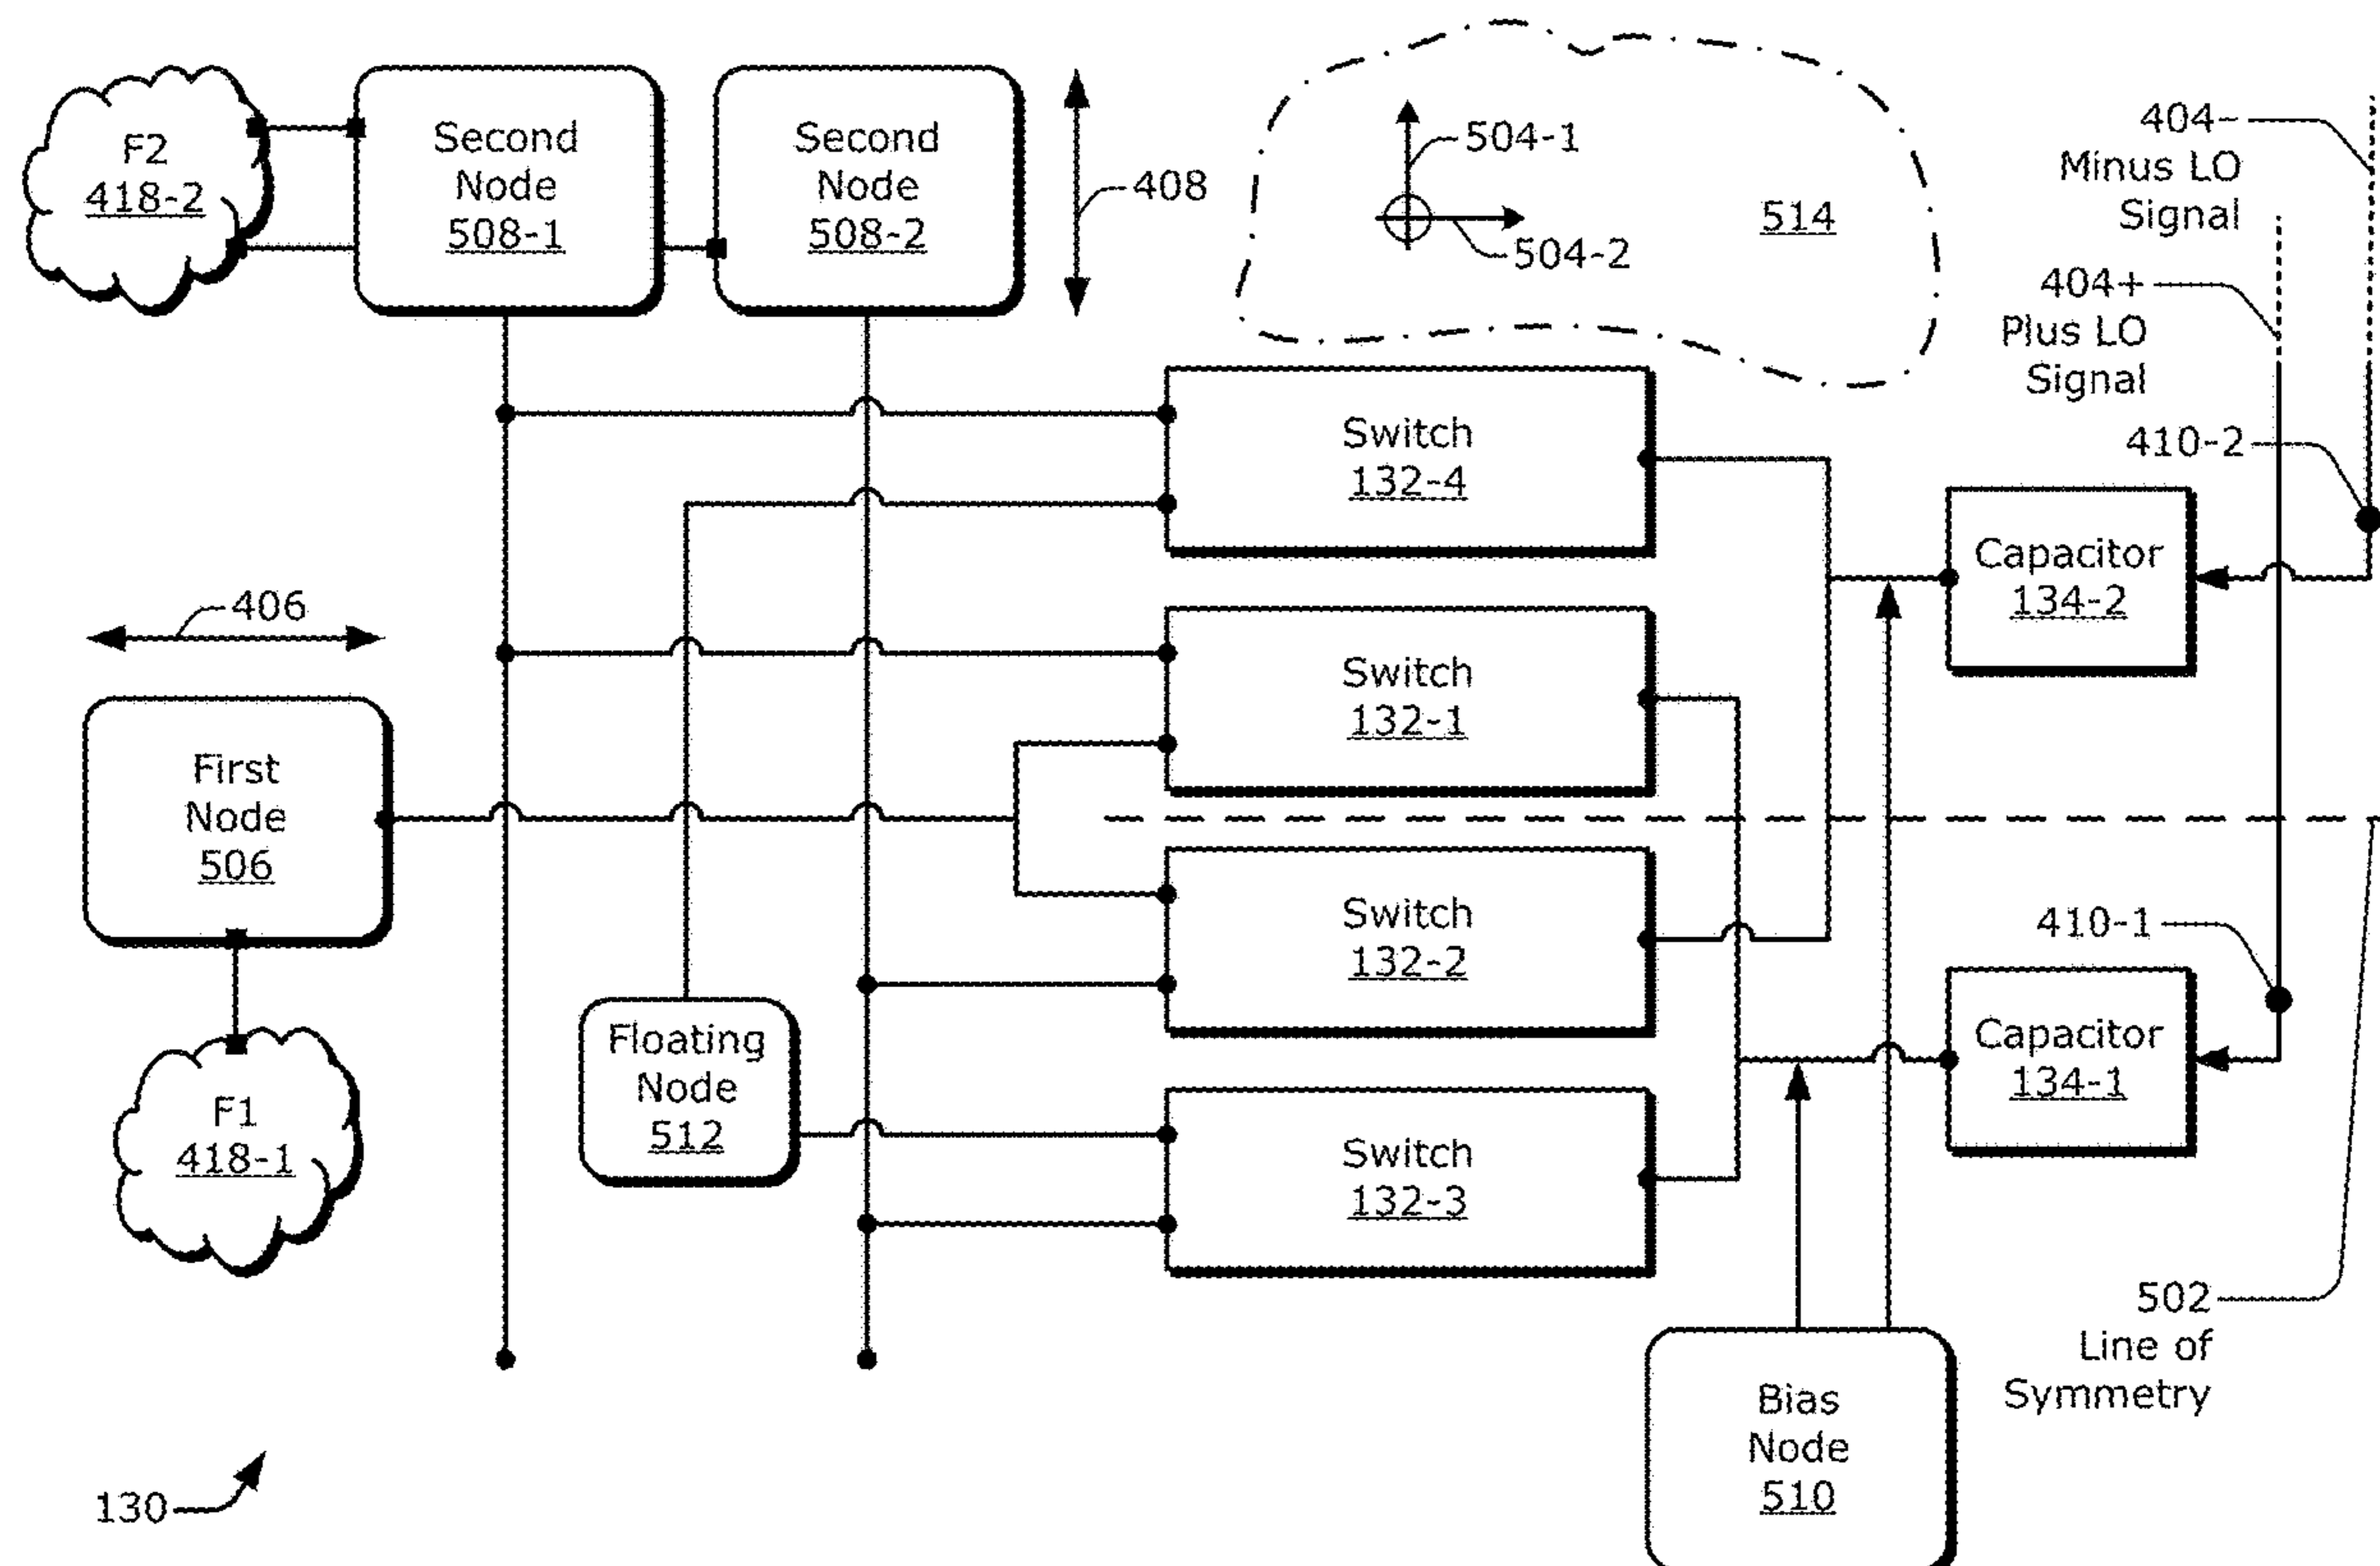 F2
418-2
Second
Node
508-1
Second
Node
508-2
408
504-1
504-2
514
404-
Minus LO
Signal
404+
Plus LO
Signal
410-2
Switch
132-4
Capacitor
134-2
406
Switch
132-1
First
Node
506
Switch
132-2
410-1
Capacitor
134-1
Floating
Node
512
F1
418-1
Switch
132-3
502
Line of
Symmetry
Bias
Node
510
130